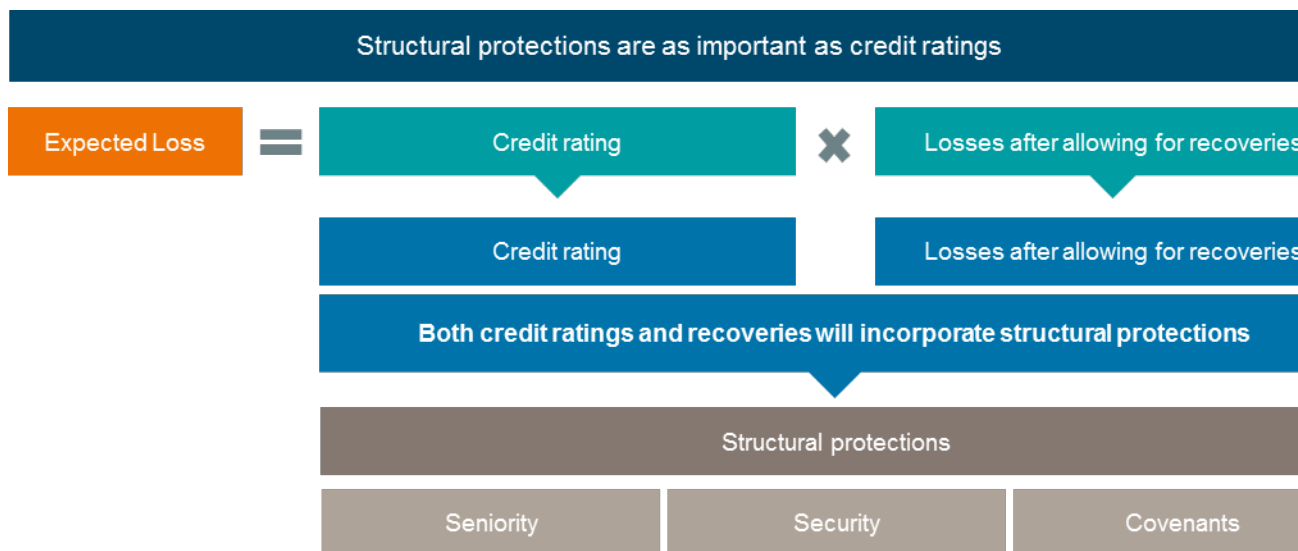 Structural protections are as important as credit ratings
Expected Loss = Credit rating × Losses after allowing for recoveries
Credit rating Losses after allowing for recoveries
Both credit ratings and recoveries will incorporate structural protections
Structural protections
Seniority Security Covenants